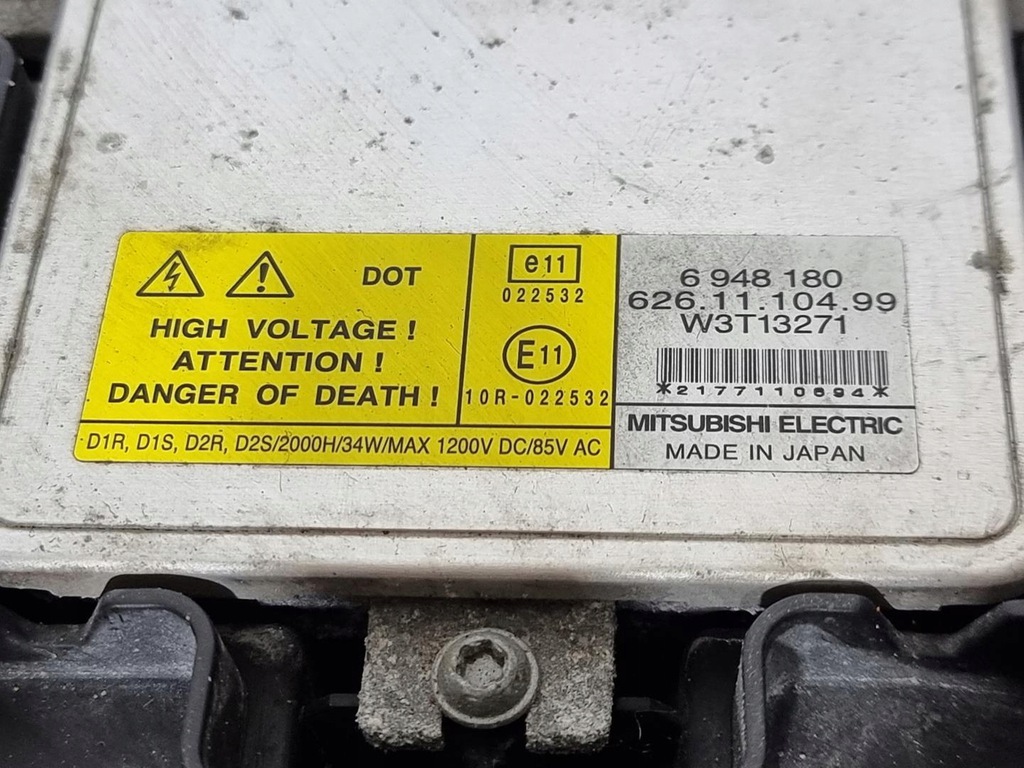 DOT
HIGH VOLTAGE !
ATTENTION !
DANGER OF DEATH !
D1R, D1S, D2R, D2S/2000H/34W/MAX 1200V DC/85V AC
e11
022532
E11
10R-022532
6 948 180
626.11.104.99
W3T13271
*2177110694*
MITSUBISHI ELECTRIC
MADE IN JAPAN